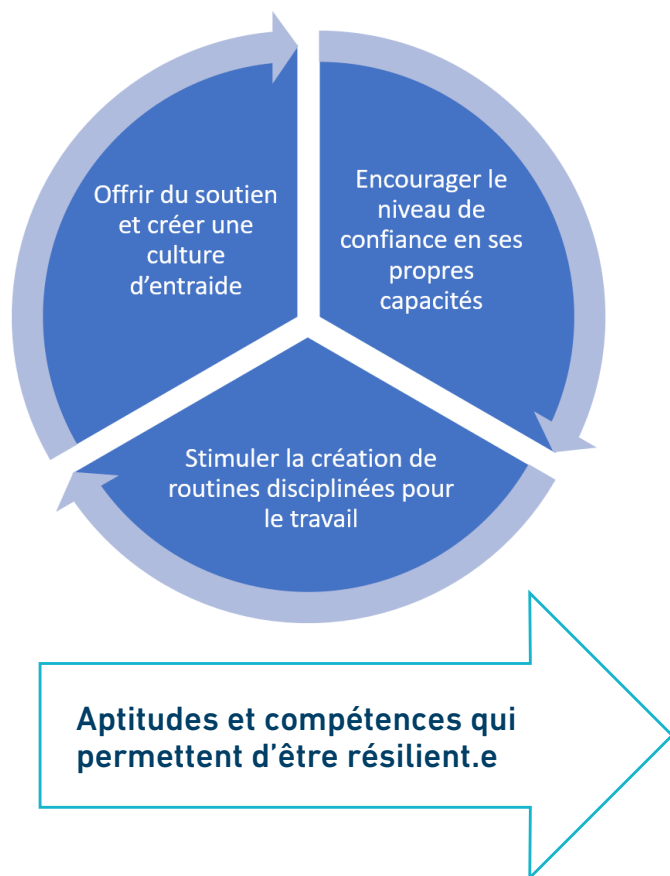 Offrir du soutien
et créer une
culture
d’entraide
Encourager le
niveau de
confiance en ses
propres
capacités
Stimuler la création de
routines disciplinées pour
le travail
Aptitudes et compétences qui
permettent d’être résilient.e